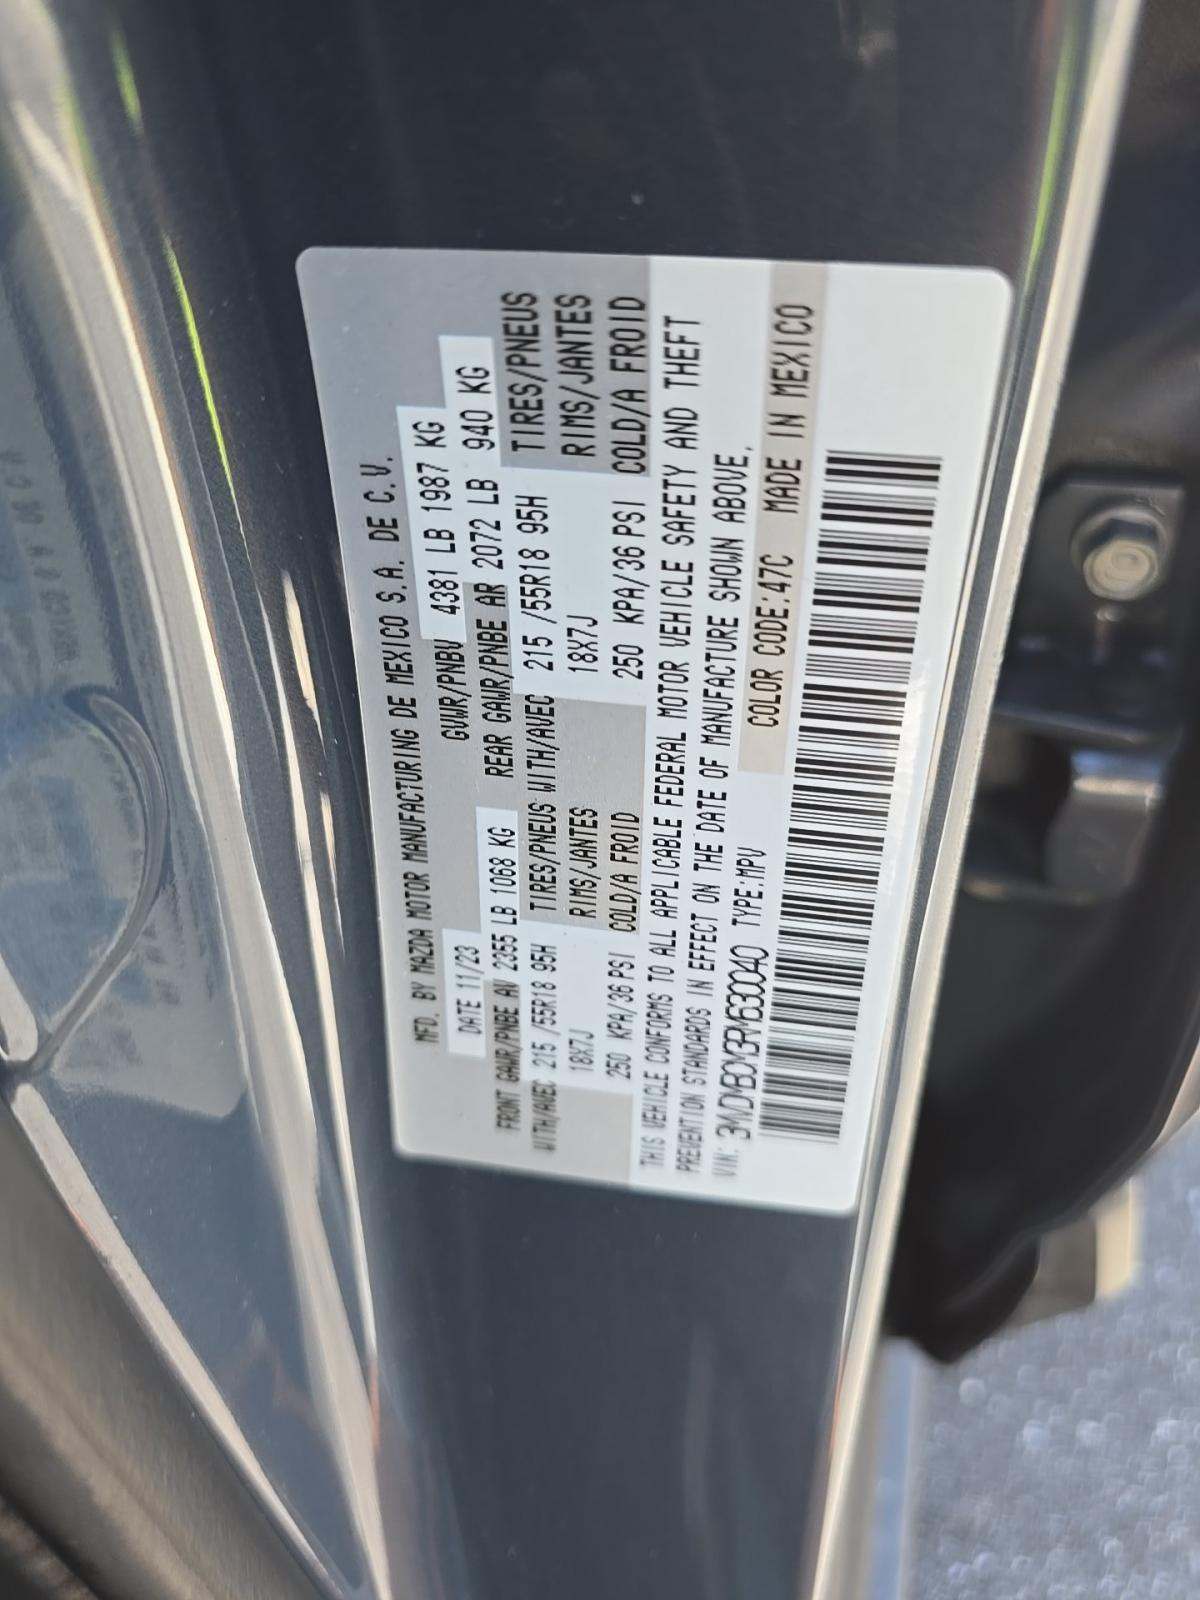 MFD. BY MAZDA MOTOR MANUFACTURING DE MEXICO S.A. DE C.V.
DATE 11/23 GVWR/PNBV 4381 LB 1987 KG
FRONT GAWR/PNBE AV 2355 LB 1068 KG REAR GAWR/PNBE AR 2072 LB 940 KG
WITH/AVEC 215 /55R18 95H TIRES/PNEUS WITH/AVEC 215 /55R18 95H TIRES/PNEUS
18X7J RIMS/JANTES 18X7J RIMS/JANTES
250 KPA/36 PSI COLD/A FROID 250 KPA/36 PSI COLD/A FROID
THIS VEHICLE CONFORMS TO ALL APPLICABLE FEDERAL MOTOR VEHICLE SAFETY AND THEFT
PREVENTION STANDARDS IN EFFECT ON THE DATE OF MANUFACTURE SHOWN ABOVE.
VIN: 3MVDMBCY3RM630040 TYPE:MPV COLOR CODE:47C MADE IN MEXICO